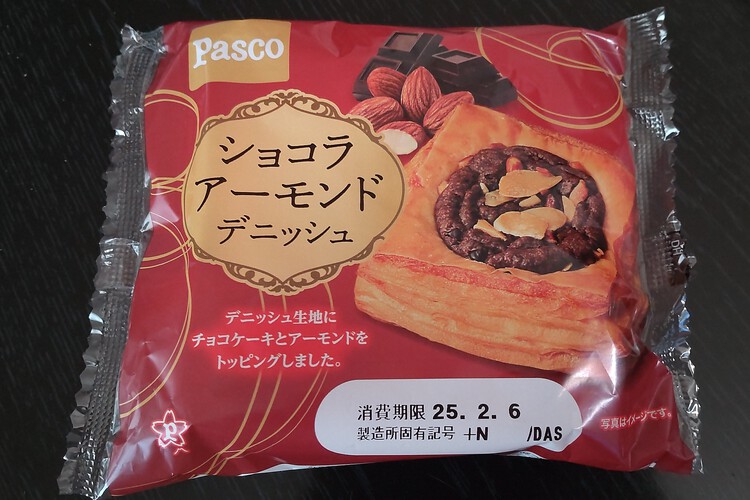 Pasco
ショコラ
アーモンド
デニッシュ
デニッシュ生地に
チョコケーキとアーモンドを
トッピングしました。
消費期限 25. 2. 6
製造所固有記号 +N /DAS
写真はイメージです。
P